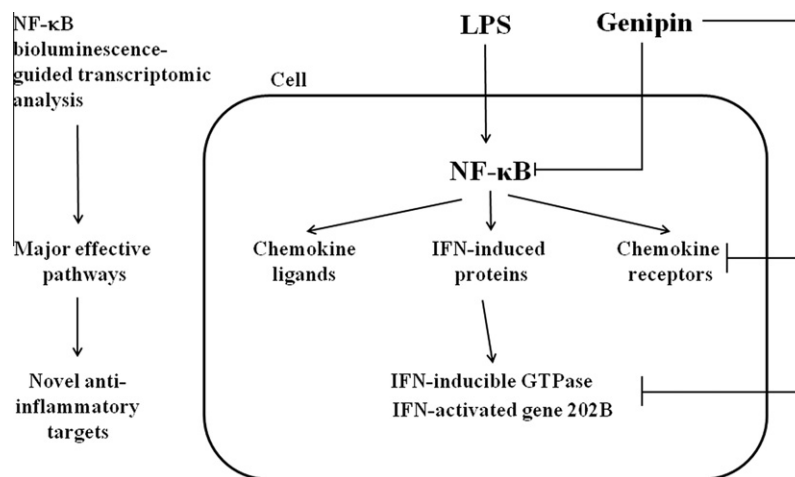 NF-κB
bioluminescence-
guided transcriptomic
analysis
Major effective
pathways
Novel anti-
inflammatory
targets
LPS
Genipin
Cell
NF-κB
Chemokine
ligands
IFN-induced
proteins
Chemokine
receptors
IFN-inducible GTPase
IFN-activated gene 202B